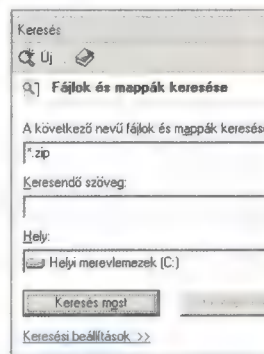 Keresés
Új
Fájlok és mappák keresése
A következő nevű fájlok és mappák keresése
*.zip
Keresendő szöveg:
Hely:
Helyi merevlemezek (C:)
Keresés most
Keresési beállítások >>